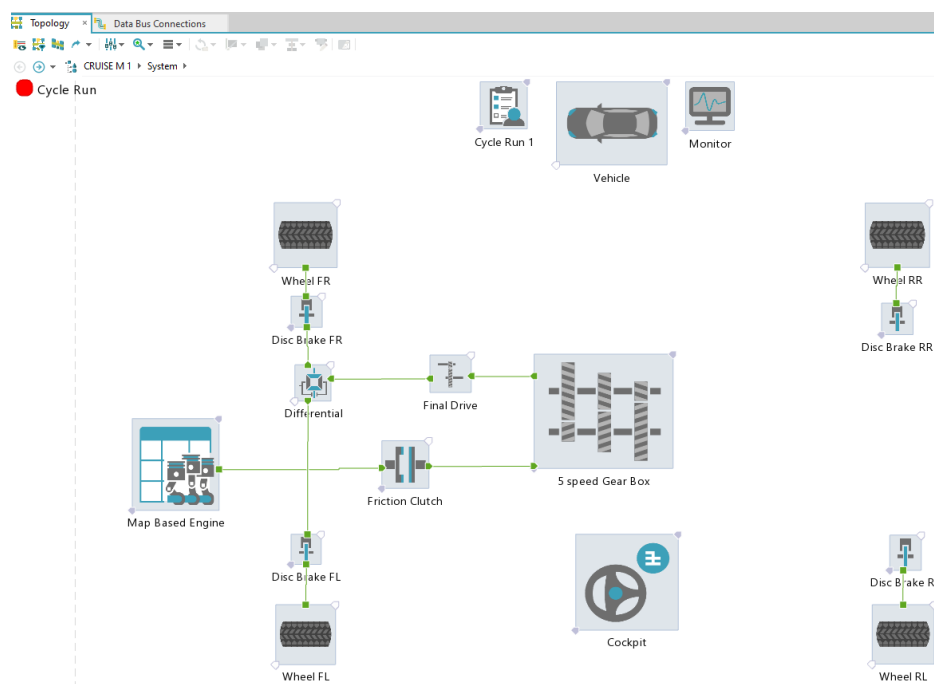 Topology
Data Bus Connections
CRUISE M 1 System
Cycle Run
Cycle Run 1
Vehicle
Monitor
Wheel FR
Wheel RR
Disc Brake FR
Disc Brake RR
Differential
Final Drive
5 speed Gear Box
Friction Clutch
Map Based Engine
Disc Brake FL
Disc Brake R
Cockpit
Wheel FL
Wheel RL